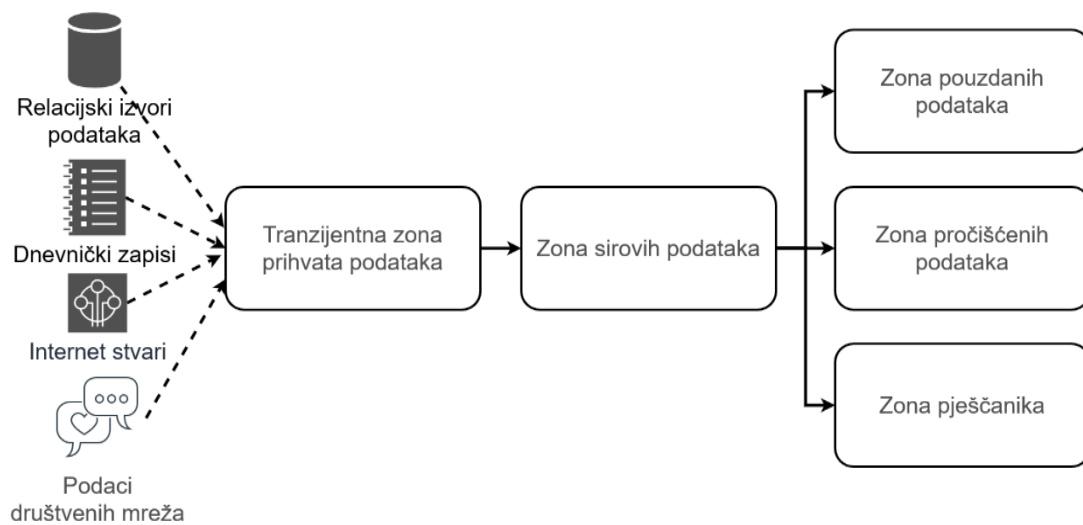 Relacijski izvori
podataka
Dnevnički zapisi
Internet stvari
Podaci
društvenih mreža
Tranzijentna zona
prihvata podataka
Zona sirovih podataka
Zona pouzdanih
podataka
Zona pročišćenih
podataka
Zona pješčanika